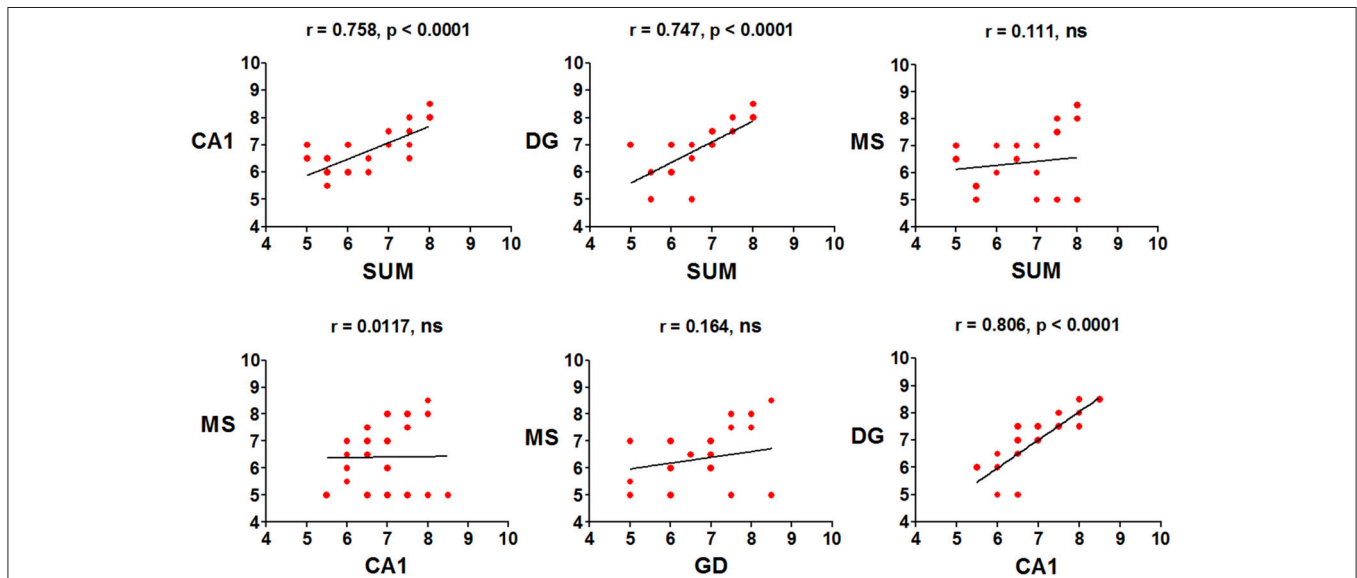 r = 0.758, p < 0.0001
10
9
8
7
6
5
4
CA1
4 5 6 7 8 9 10
SUM
r = 0.747, p < 0.0001
10
9
8
7
6
5
4
DG
4 5 6 7 8 9 10
SUM
r = 0.111, ns
10
9
8
7
6
5
4
MS
4 5 6 7 8 9 10
SUM
r = 0.0117, ns
10
9
8
7
6
5
4
MS
4 5 6 7 8 9 10
CA1
r = 0.164, ns
10
9
8
7
6
5
4
MS
4 5 6 7 8 9 10
GD
r = 0.806, p < 0.0001
10
9
8
7
6
5
4
DG
4 5 6 7 8 9 10
CA1